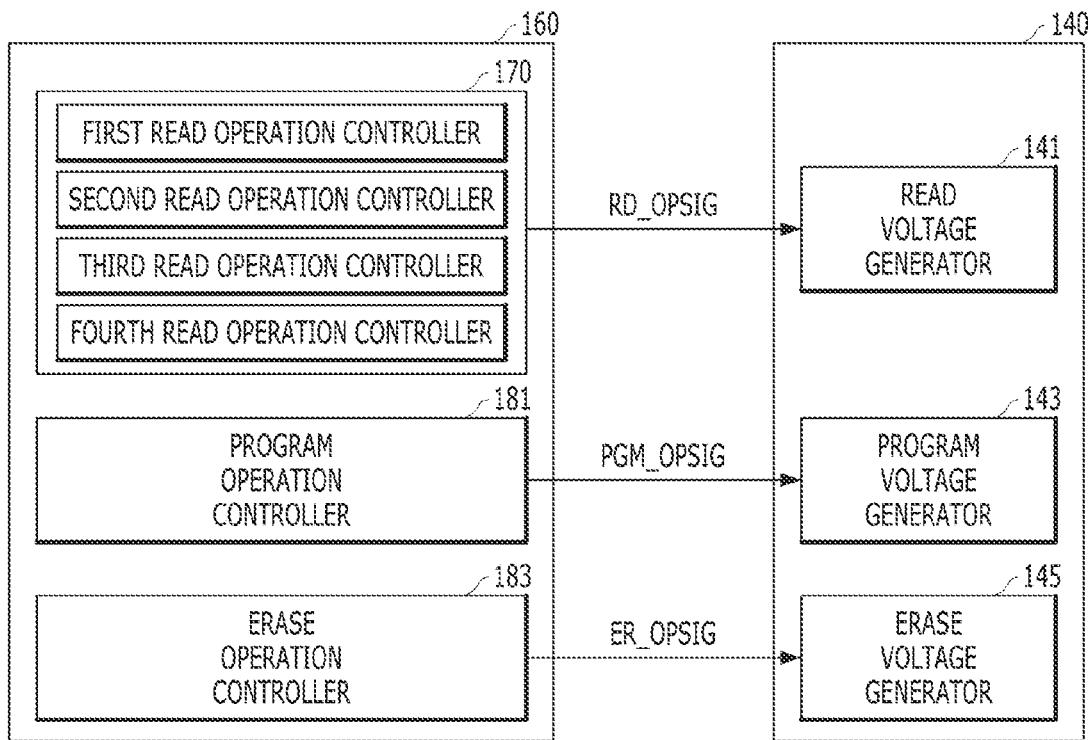 160
140
170
FIRST READ OPERATION CONTROLLER
SECOND READ OPERATION CONTROLLER
THIRD READ OPERATION CONTROLLER
FOURTH READ OPERATION CONTROLLER
RD_OPSIG
141
READ
VOLTAGE
GENERATOR
181
PROGRAM
OPERATION
CONTROLLER
PGM_OPSIG
143
PROGRAM
VOLTAGE
GENERATOR
183
ERASE
OPERATION
CONTROLLER
ER_OPSIG
145
ERASE
VOLTAGE
GENERATOR